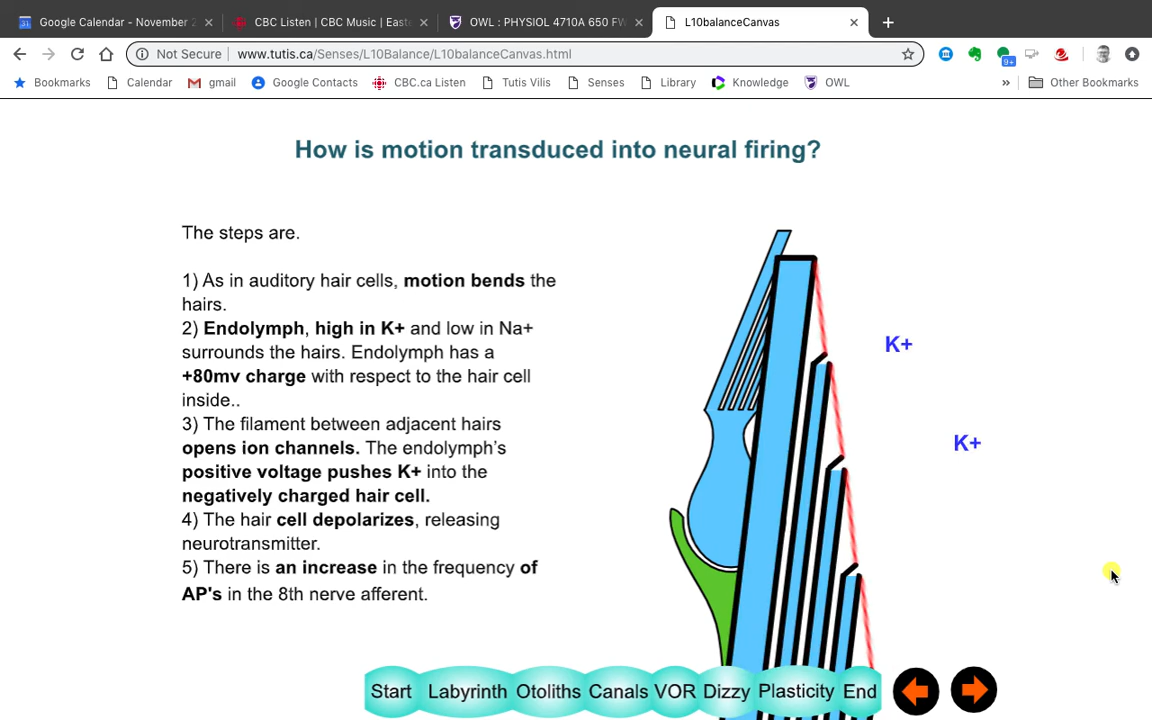 Google Calendar - November 2
CBC Listen | CBC Music | Easte
OWL : PHYSIOL 4710A 650 FW
L10balanceCanvas
Not Secure
www.tutis.ca/Senses/L10Balance/L10balanceCanvas.html
9+
Bookmarks
Calendar
gmail
Google Contacts
CBC.ca Listen
Tutis Vilis
Senses
Library
Knowledge
OWL
»
Other Bookmarks
How is motion transduced into neural firing?
The steps are.
1) As in auditory hair cells, motion bends the
hairs.
2) Endolymph, high in K+ and low in Na+
surrounds the hairs. Endolymph has a
+80mv charge with respect to the hair cell
inside..
3) The filament between adjacent hairs
opens ion channels. The endolymph’s
positive voltage pushes K+ into the
negatively charged hair cell.
4) The hair cell depolarizes, releasing
neurotransmitter.
5) There is an increase in the frequency of
AP's in the 8th nerve afferent.
K+
K+
Start
Labyrinth
Otoliths
Canals
VOR
Dizzy
Plasticity
End